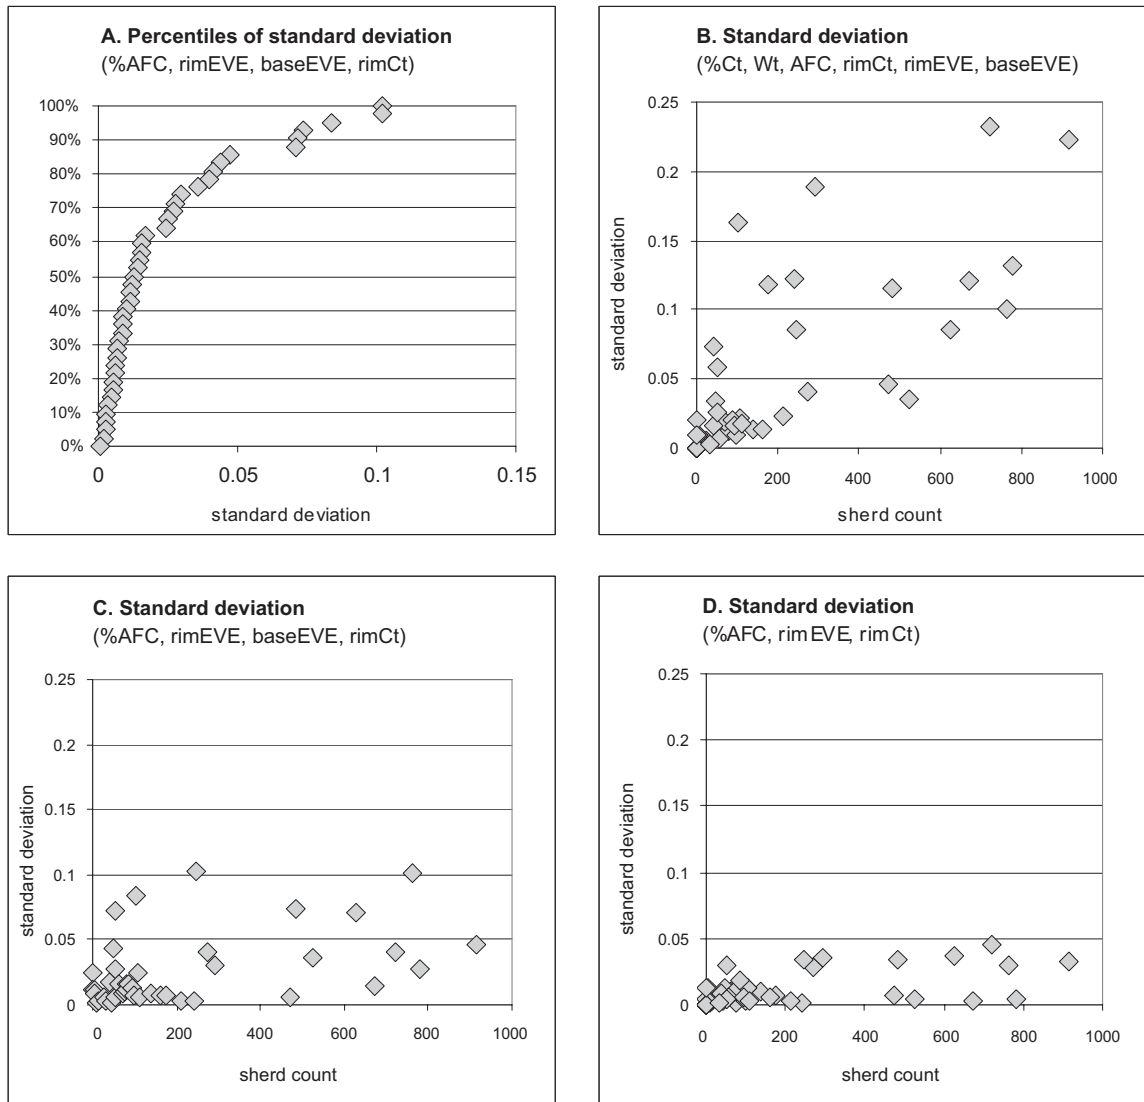 A. Percentiles of standard deviation
(%AFC, rimEVE, baseEVE, rimCt)
100%
90%
80%
70%
60%
50%
40%
30%
20%
10%
0%
0 0.05 0.1 0.15
standard deviation
B. Standard deviation
(%Ct, Wt, AFC, rimCt, rimEVE, baseEVE)
0.25
0.2
0.15
0.1
0.05
0
standard deviation
0 200 400 600 800 1000
sherd count
C. Standard deviation
(%AFC, rimEVE, baseEVE, rimCt)
0.25
0.2
0.15
0.1
0.05
0
standard deviation
0 200 400 600 800 1000
sherd count
D. Standard deviation
(%AFC, rimEVE, rimCt)
0.25
0.2
0.15
0.1
0.05
0
standard deviation
0 200 400 600 800 1000
sherd count